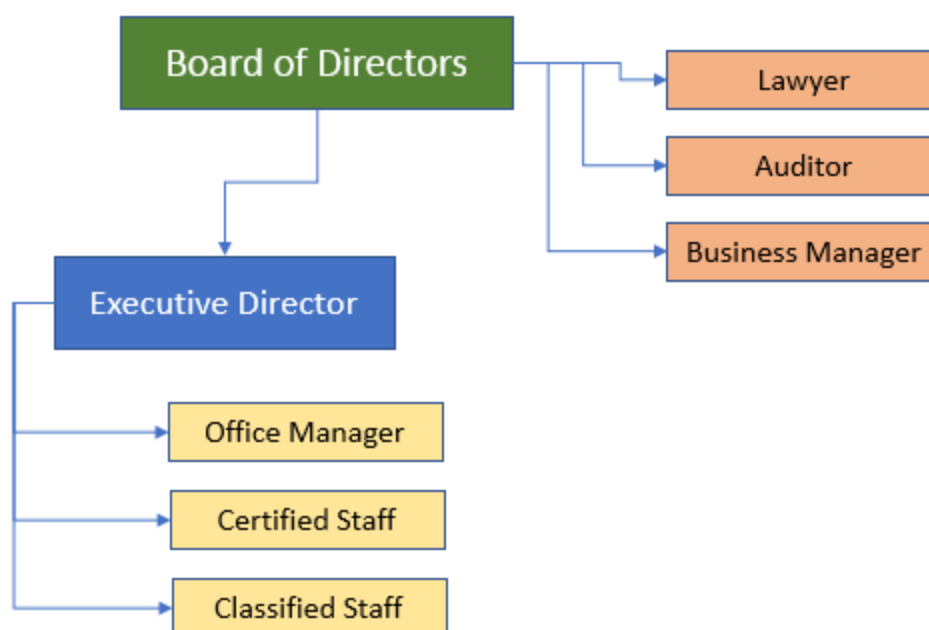 Board of Directors
Lawyer
Auditor
Business Manager
Executive Director
Office Manager
Certified Staff
Classified Staff